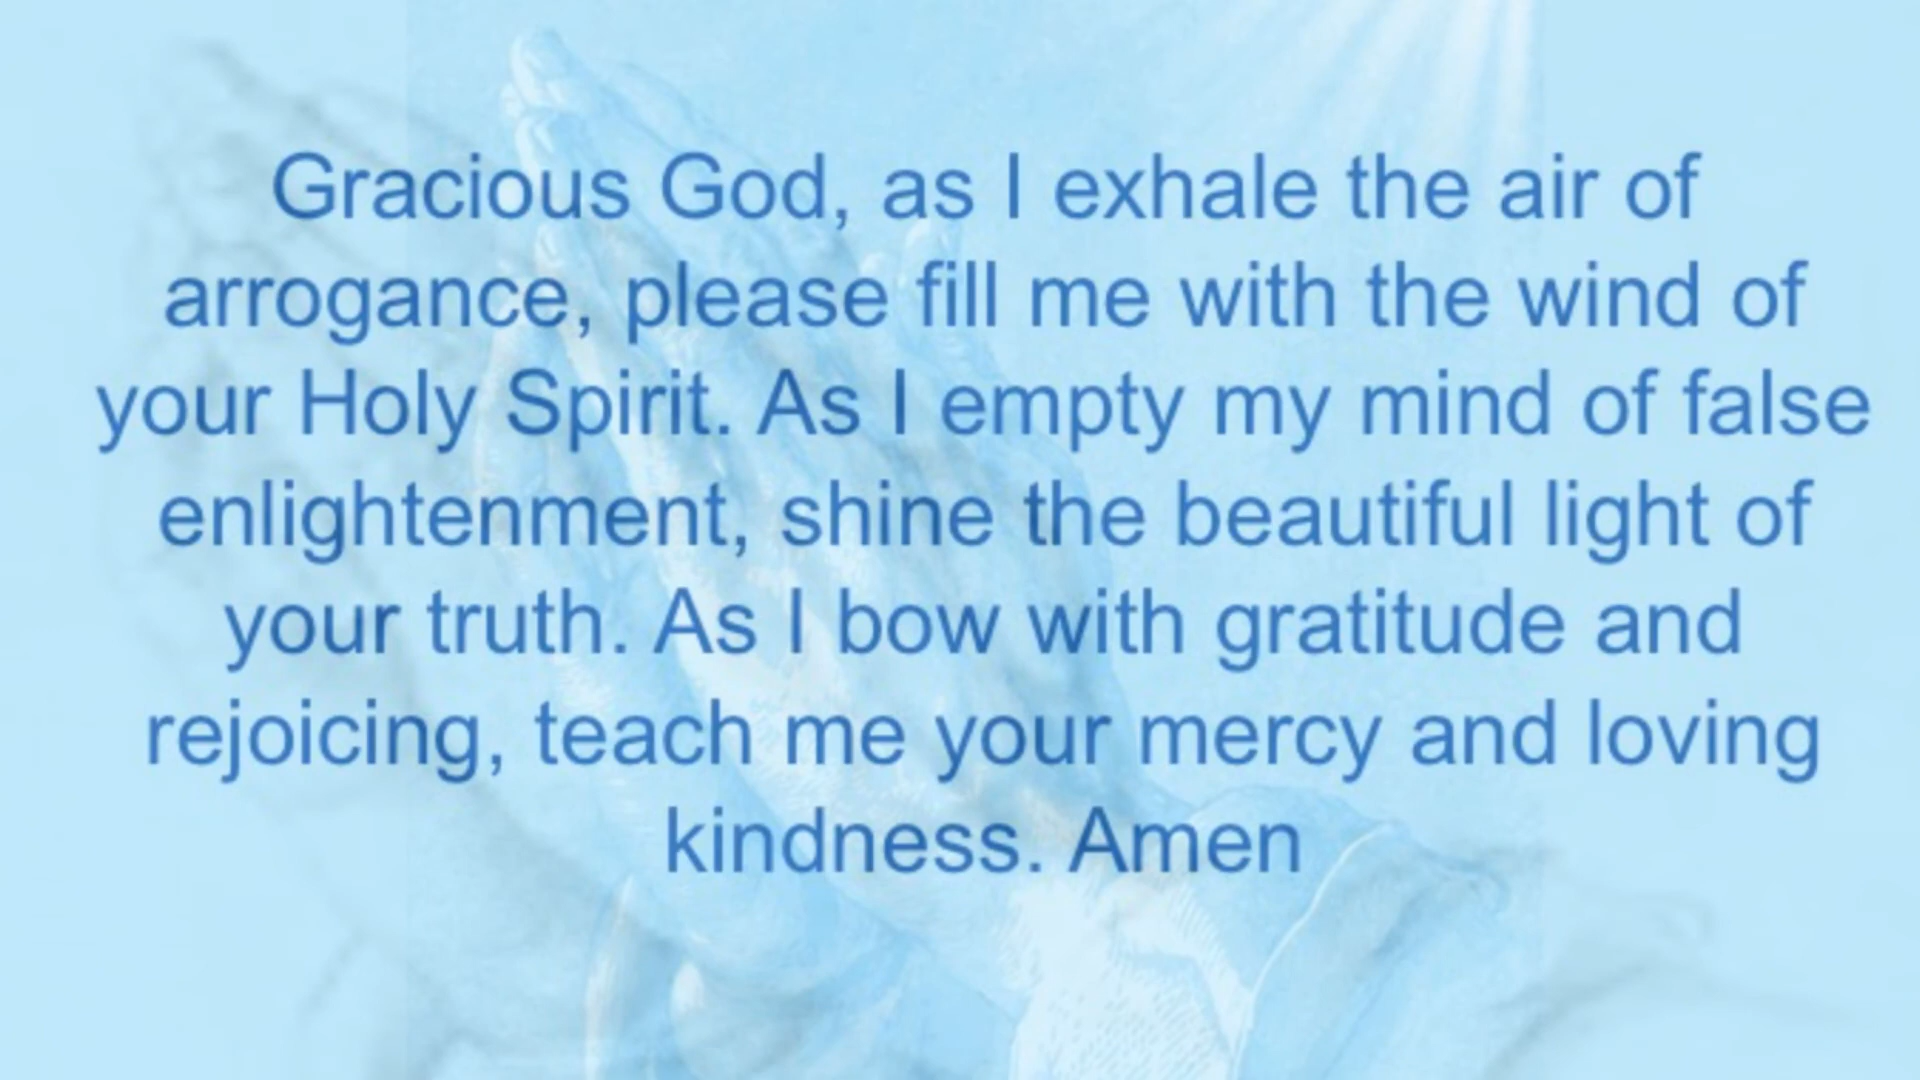 Gracious God, as I exhale the air of
arrogance, please fill me with the wind of
your Holy Spirit. As I empty my mind of false
enlightenment, shine the beautiful light of
your truth. As I bow with gratitude and
rejoicing, teach me your mercy and loving
kindness. Amen